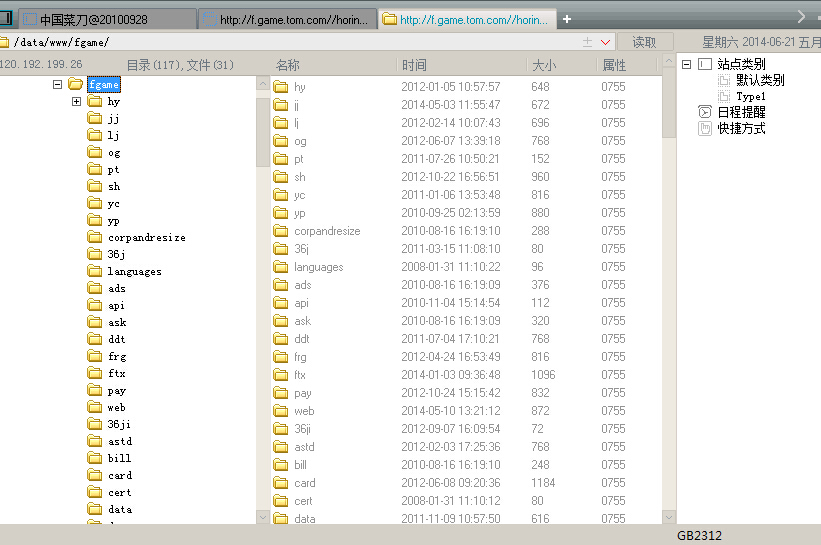 中国菜刀@20100928 http://f.game.tom.com//horin... http://f.game.tom.com//horin... +
/data/www/fgame/ 读取 星期六 2014-06-21 五月
120.192.199.26 目录(117),文件(31) 名称 时间 大小 属性
fgame
hy
jj
lj
og
pt
sh
yc
yp
corpandresize
36j
languages
ads
api
ask
ddt
frg
ftx
pay
web
36ji
astd
bill
card
cert
data
hy 2012-01-05 10:57:57 648 0755
jj 2014-05-03 11:55:47 672 0755
lj 2012-02-14 10:07:43 696 0755
og 2012-06-07 13:39:18 768 0755
pt 2011-07-26 10:50:21 152 0755
sh 2012-10-22 16:56:51 960 0755
yc 2011-01-06 13:53:48 816 0755
yp 2010-09-25 02:13:59 880 0755
corpandresize 2010-08-16 16:19:10 288 0755
36j 2011-03-15 11:08:10 80 0755
languages 2008-01-31 11:10:22 96 0755
ads 2010-08-16 16:19:09 376 0755
api 2010-11-04 15:14:54 112 0755
ask 2010-08-16 16:19:09 320 0755
ddt 2011-07-04 17:10:21 768 0755
frg 2012-04-24 16:53:49 816 0755
ftx 2014-01-03 09:36:48 1096 0755
pay 2012-10-24 15:15:42 832 0755
web 2014-05-10 13:21:12 872 0755
36ji 2012-09-07 16:09:54 72 0755
astd 2012-02-03 17:25:36 768 0755
bill 2010-08-16 16:19:10 248 0755
card 2012-06-08 09:20:36 1184 0755
cert 2008-01-31 11:10:12 80 0755
data 2011-11-09 10:57:50 616 0755
站点类别
默认类别
Type1
日程提醒
快捷方式
GB2312